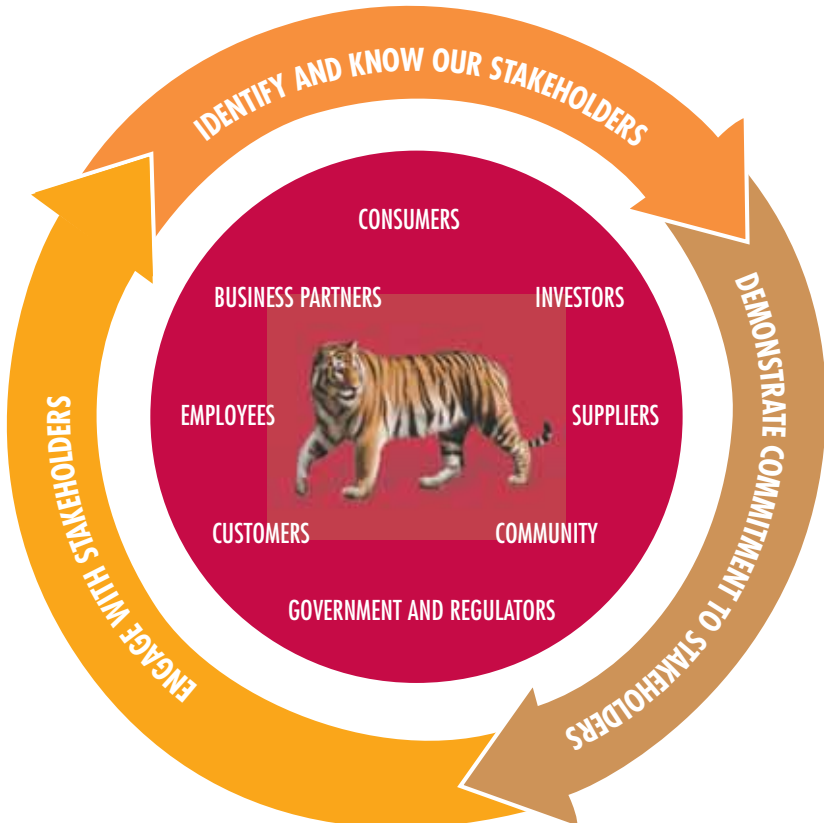 IDENTIFY AND KNOW OUR STAKEHOLDERS
DEMONSTRATE COMMITMENT TO STAKEHOLDERS
ENGAGE WITH STAKEHOLDERS
CONSUMERS
BUSINESS PARTNERS
INVESTORS
EMPLOYEES
SUPPLIERS
CUSTOMERS
COMMUNITY
GOVERNMENT AND REGULATORS